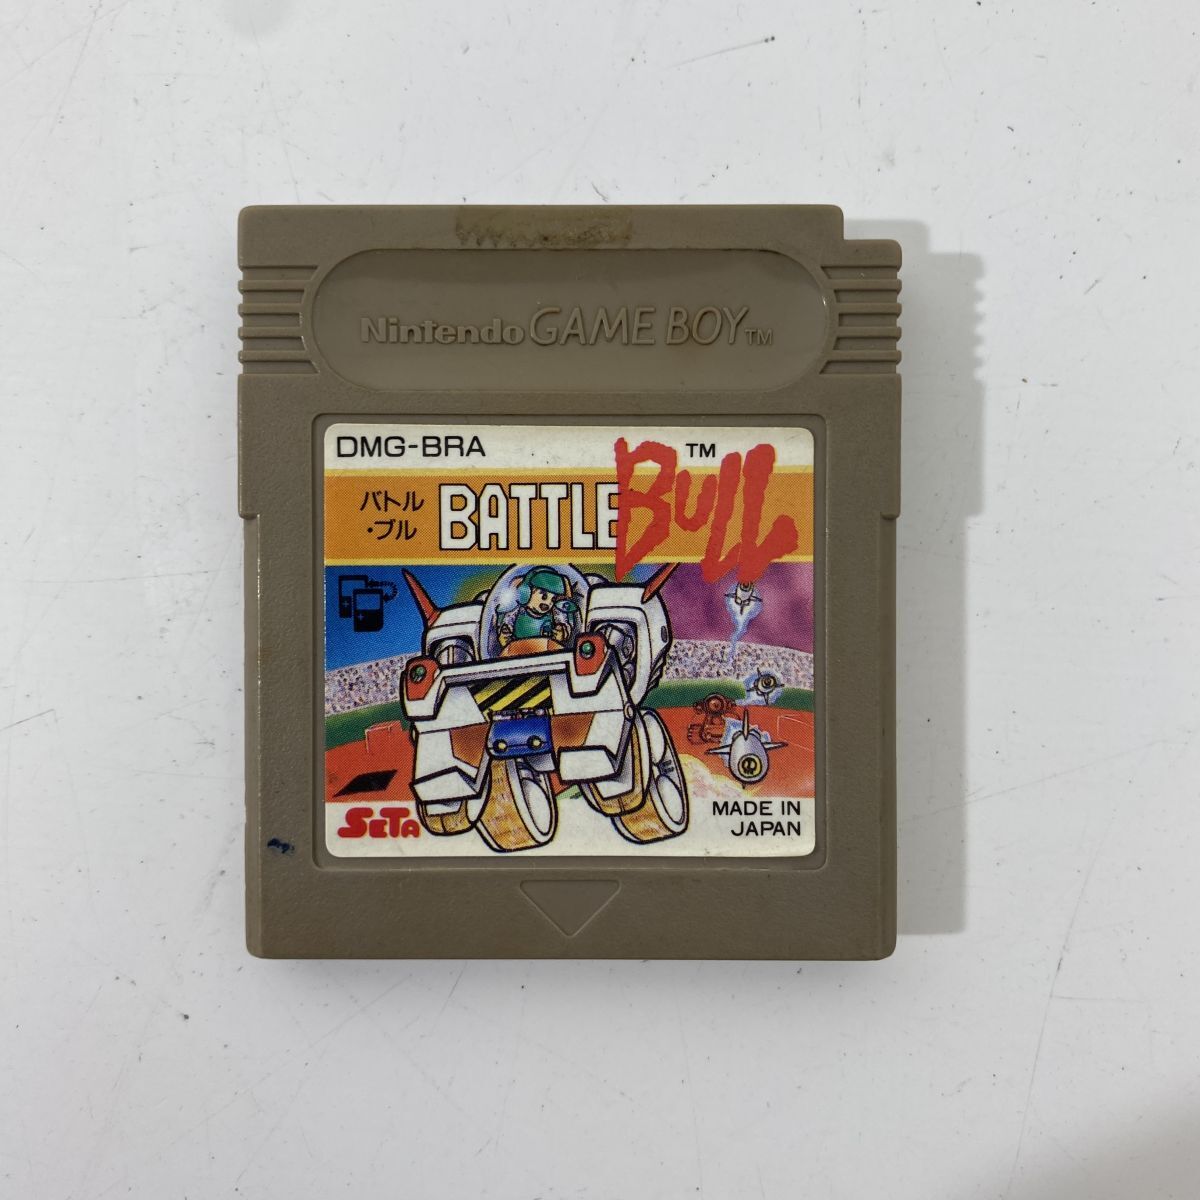 Nintendo GAME BOY TM
DMG-BRA
TM
バトル
・ブル
BATTLE BULL
SETA
MADE IN
JAPAN